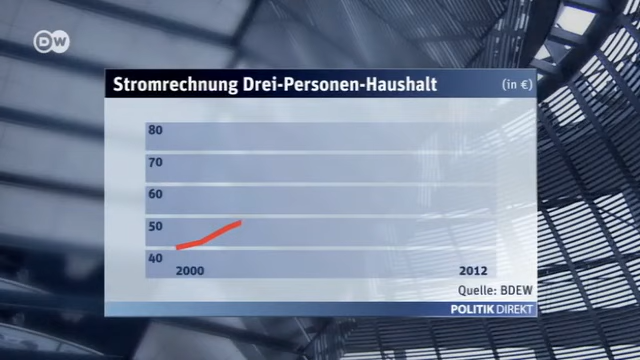 DW
Stromrechnung Drei-Personen-Haushalt (in €)
80
70
60
50
40
2000 2012
Quelle: BDEW
POLITIK DIREKT